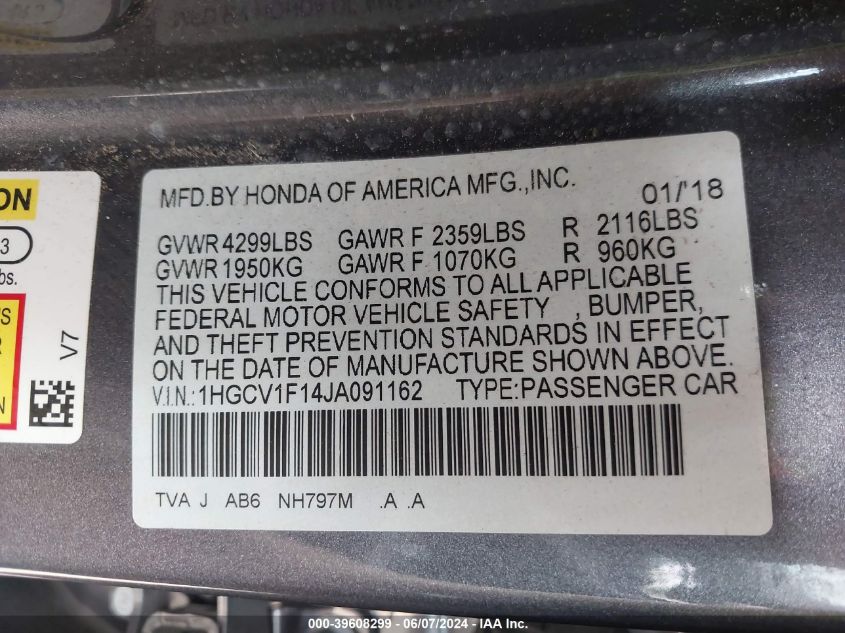 MFD.BY HONDA OF AMERICA MFG.,INC. 01/'18
GVWR 4299LBS GAWR F 2359LBS R 2116LBS
GVWR 1950KG GAWR F 1070KG R 960KG
THIS VEHICLE CONFORMS TO ALL APPLICABLE
FEDERAL MOTOR VEHICLE SAFETY , BUMPER,
AND THEFT PREVENTION STANDARDS IN EFFECT
ON THE DATE OF MANUFACTURE SHOWN ABOVE.
V.I.N.:1HGCV1F14JA091162 TYPE:PASSENGER CAR
TVA J AB6 NH797M .A .A
ON
3
bs.
'S
R
N
V7
000-39608299 - 06/07/2024 - IAA Inc.